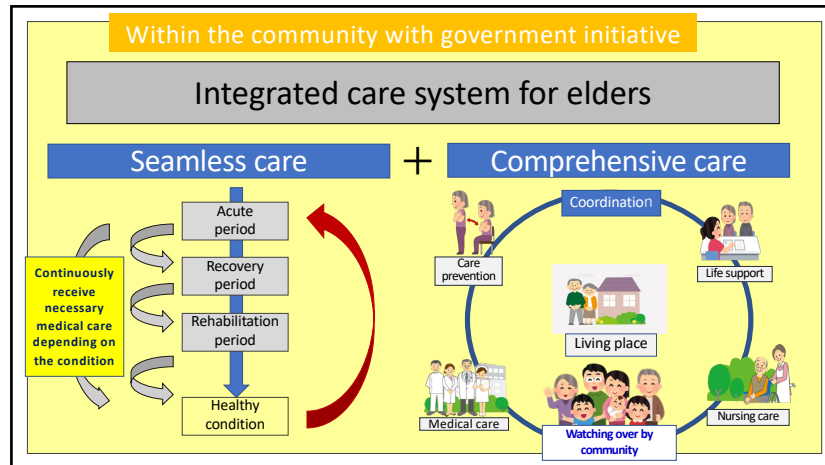 Within the community with government initiative
Integrated care system for elders
Seamless care
+
Comprehensive care
Acute
period
Recovery
period
Rehabilitation
period
Healthy
condition
Continuously
receive
necessary
medical care
depending on
the condition
Coordination
Care
prevention
Life support
Living place
Medical care
Nursing care
Watching over by
community